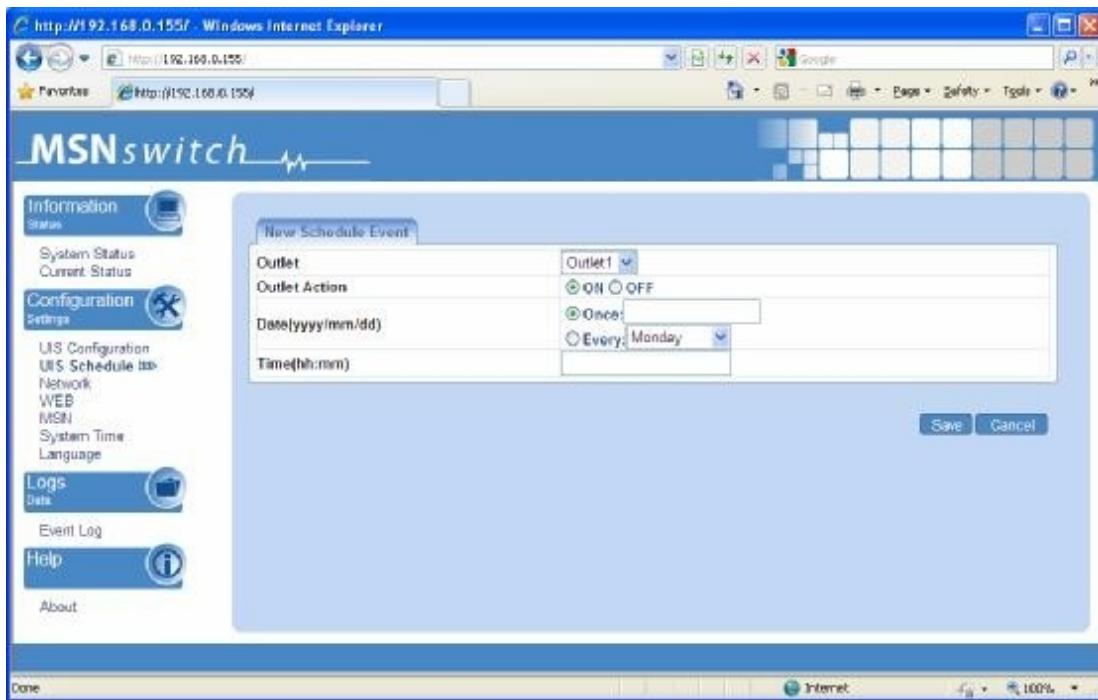 http://192.168.0.155/ - Windows Internet Explorer
http://192.168.0.155/
Google
Favorites
http://192.168.0.155/
Page
Safety
Tools
MSNswitch
Information
Status
System Status
Current Status
Configuration
Settings
UIS Configuration
UIS Schedule
Network
WEB
MSN
System Time
Language
Logs
Data
Event Log
Help
About
New Schedule Event
Outlet
Outlet1
Outlet Action
ON
OFF
Date(yyyy/mm/dd)
Once:
Every:
Monday
Time(hh:mm)
Save
Cancel
Done
Internet
100%